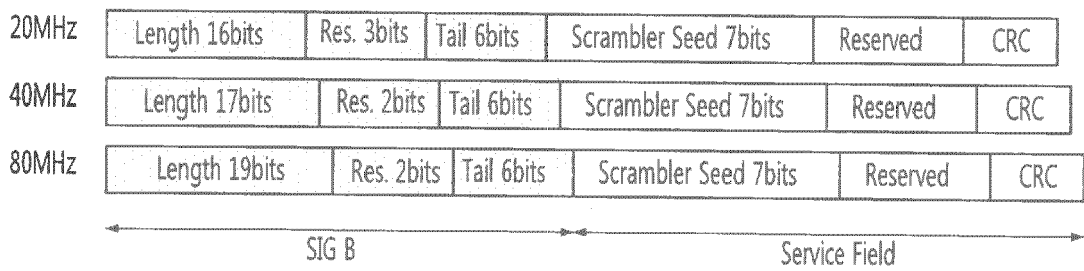 20MHz Length 16bits Res. 3bits Tail 6bits Scrambler Seed 7bits Reserved CRC
40MHz Length 17bits Res. 2bits Tail 6bits Scrambler Seed 7bits Reserved CRC
80MHz Length 19bits Res. 2bits Tail 6bits Scrambler Seed 7bits Reserved CRC
SIG B Service Field